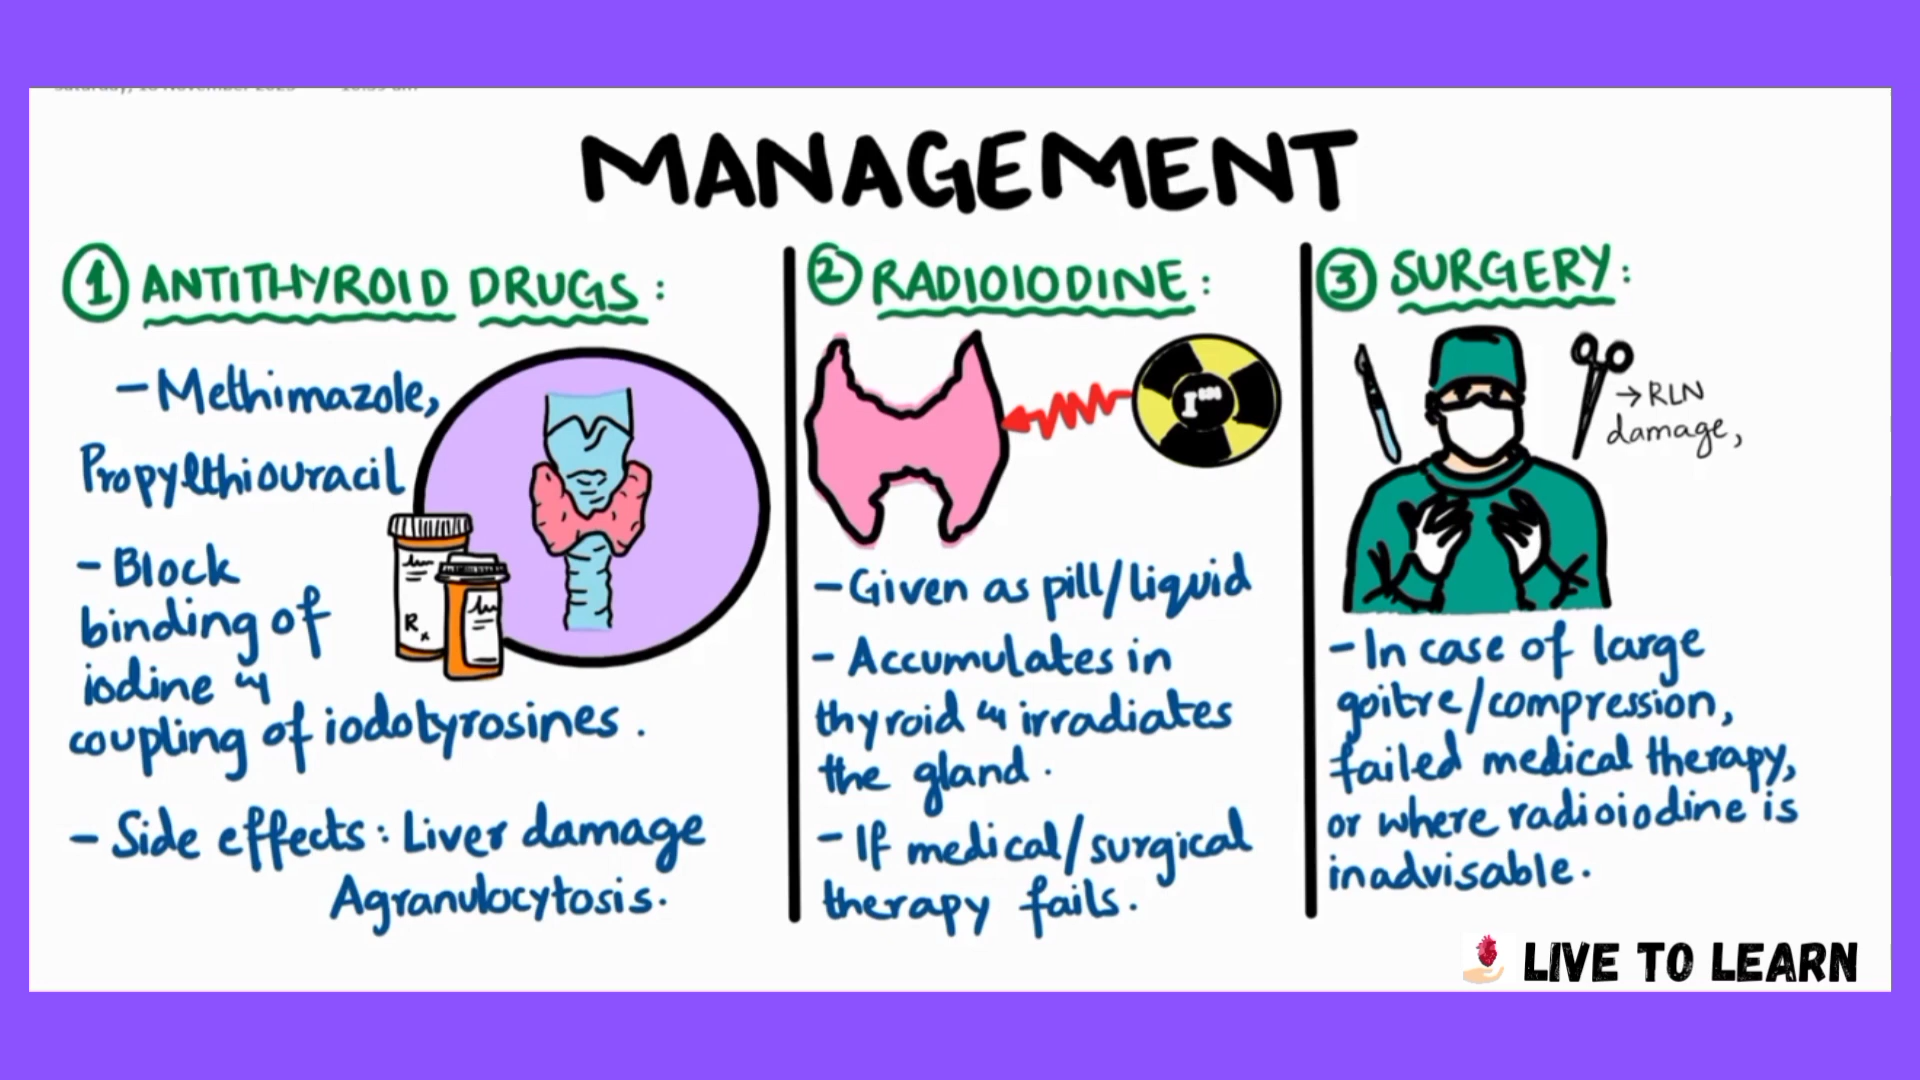 MANAGEMENT
① ANTITHYROID DRUGS :
- Methimazole,
Propylthiouracil
- Block
binding of
iodine
coupling of iodotyrosines.
- Side effects : Liver damage
Agranulocytosis.
Rx
② RADIOIODINE :
- Given as pill/liquid
- Accumulates in
thyroid irradiates
the gland.
- If medical/surgical
therapy fails.
③ SURGERY :
→ RLN
damage,
- In case of large
goitre/compression,
failed medical therapy,
or where radioiodine is
inadvisable.
LIVE TO LEARN